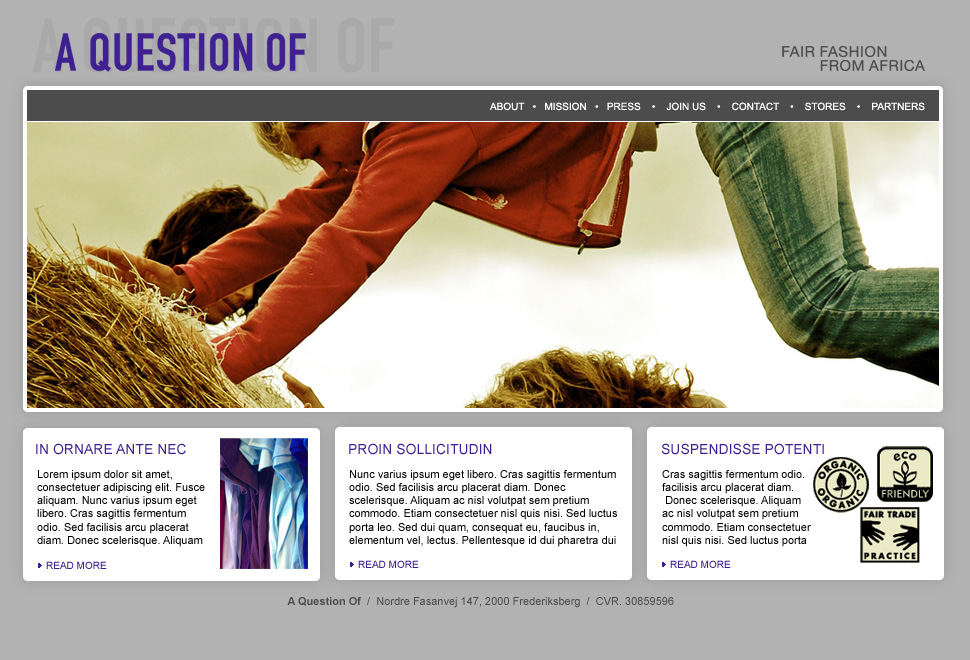 A QUESTION OF
A QUESTION OF
FAIR FASHION
FROM AFRICA
ABOUT • MISSION • PRESS • JOIN US • CONTACT • STORES • PARTNERS
IN ORNARE ANTE NEC
Lorem ipsum dolor sit amet,
consectetuer adipiscing elit. Fusce
aliquam. Nunc varius ipsum eget
libero. Cras sagittis fermentum
odio. Sed facilisis arcu placerat
diam. Donec scelerisque. Aliquam
READ MORE
PROIN SOLLICITUDIN
Nunc varius ipsum eget libero. Cras sagittis fermentum
odio. Sed facilisis arcu placerat diam. Donec
scelerisque. Aliquam ac nisl volutpat sem pretium
commodo. Etiam consectetuer nisl quis nisi. Sed luctus
porta leo. Sed dui quam, consequat eu, faucibus in,
elementum vel, lectus. Pellentesque id dui pharetra dui
READ MORE
SUSPENDISSE POTENTI
Cras sagittis fermentum odio.
facilisis arcu placerat diam.
Donec scelerisque. Aliquam
ac nisl volutpat sem pretium
commodo. Etiam consectetuer
nisl quis nisi. Sed luctus porta
READ MORE
ORGANIC
ORGANIC
eco
FRIENDLY
FAIR TRADE
PRACTICE
A Question Of / Nordre Fasanvej 147, 2000 Frederiksberg / CVR. 30859596